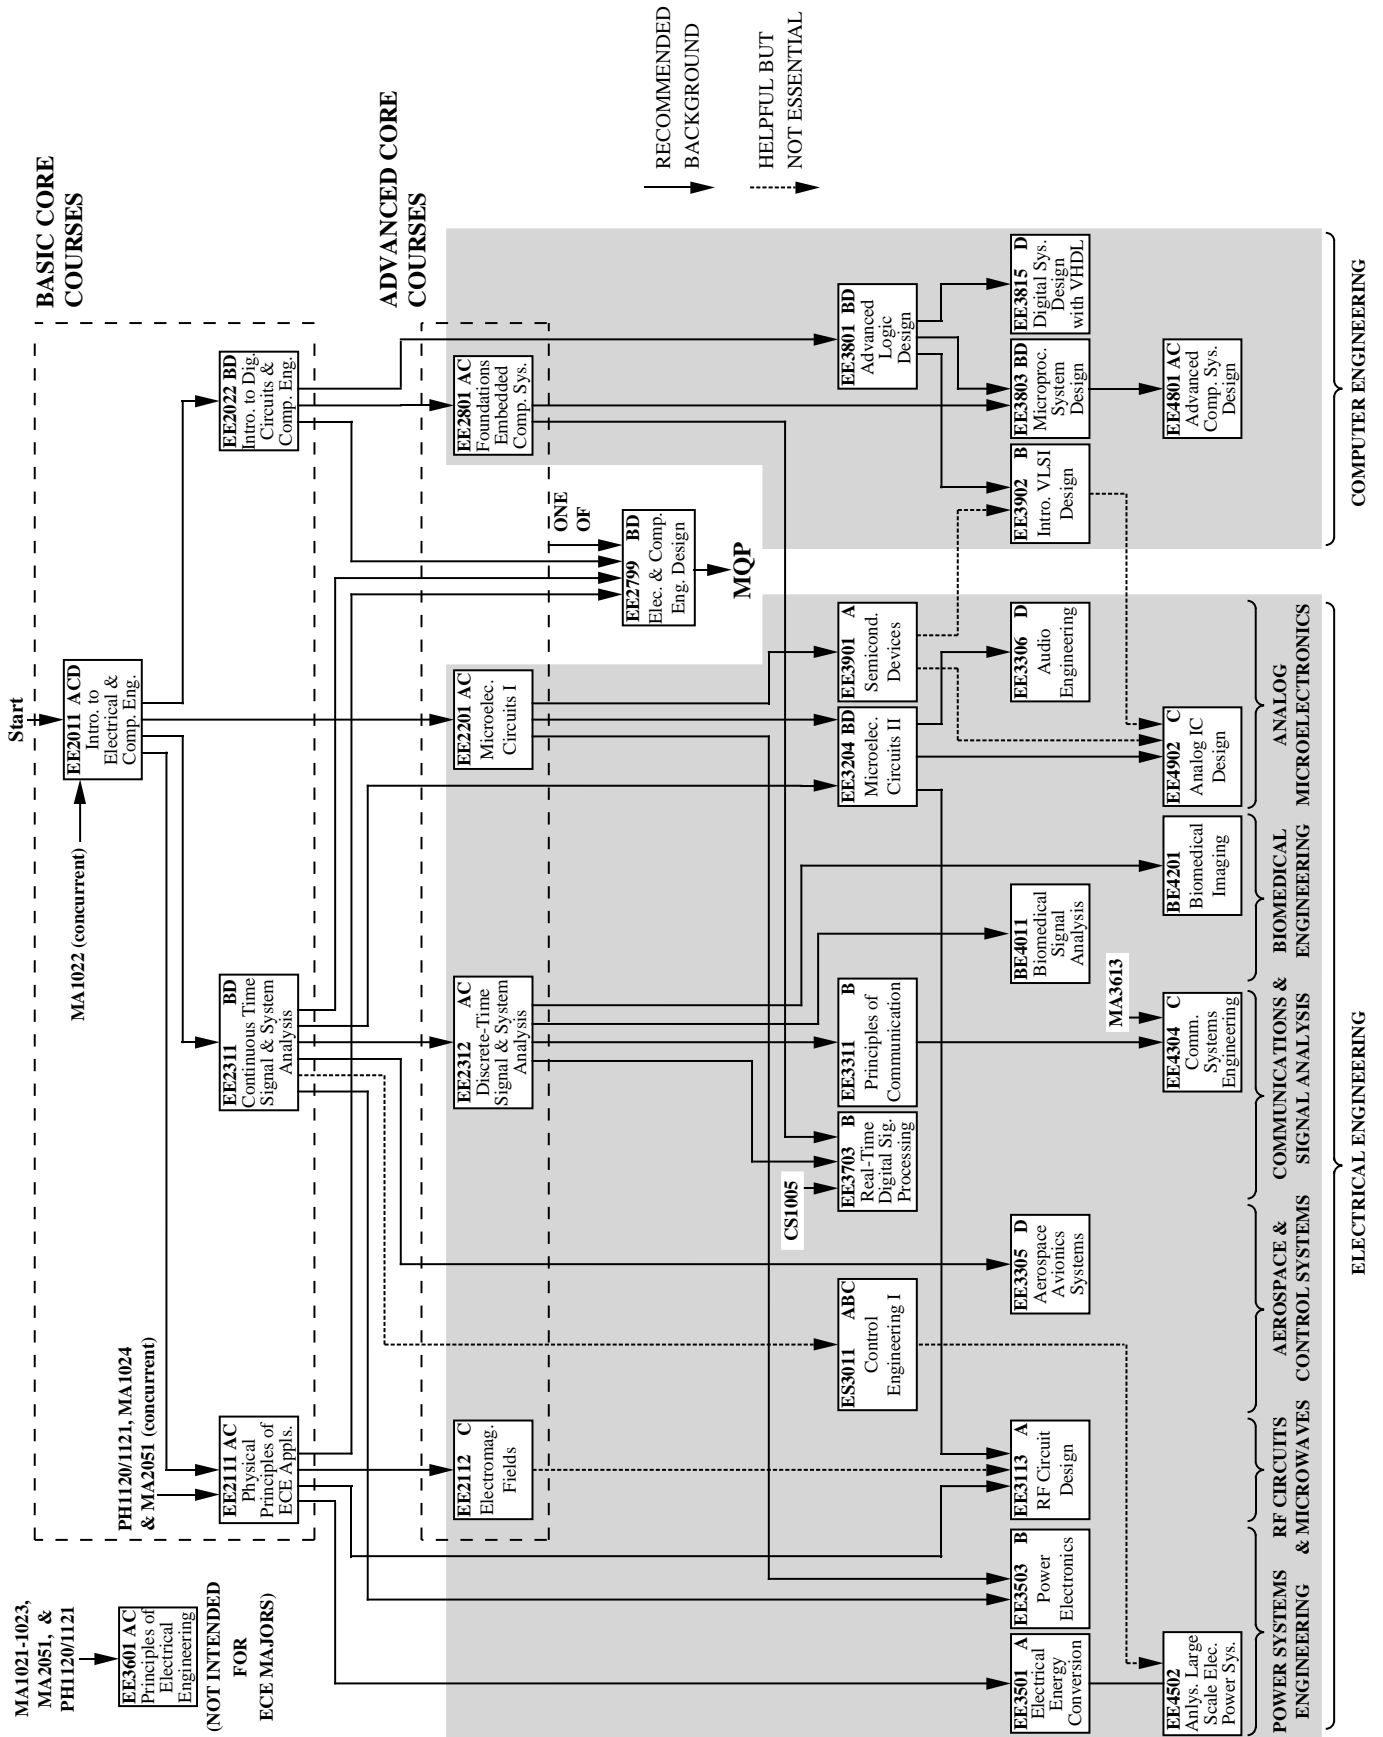 Start
BASIC CORE
COURSES
EE2011 ACD
Intro. to
Electrical &
Comp. Eng.
MA1022 (concurrent)
EE2022 BD
Intro. to Dig.
Circuits &
Comp. Eng.
EE2311 BD
Continuous Time
Signal & System
Analysis
PH1120/1121, MA1024
& MA2051 (concurrent)
EE2111 AC
Physical
Principles of
ECE Appls.
MA1021-1023,
MA2051, &
PH1120/1121
EE3601 AC
Principles of
Electrical
Engineering
(NOT INTENDED
FOR
ECE MAJORS)
ADVANCED CORE
COURSES
EE2112 C
Electromag.
Fields
EE2312 AC
Discrete-Time
Signal & System
Analysis
EE2201 AC
Microelec.
Circuits I
EE2801 AC
Foundations
Embedded
Comp. Sys.
ONE
OF
EE2799 BD
Elec. & Comp.
Eng. Design
MQP
RECOMMENDED
BACKGROUND
HELPFUL BUT
NOT ESSENTIAL
ES3011 ABC
Control
Engineering I
CS1005
EE3703 B
Real-Time
Digital Sig.
Processing
EE3311 B
Principles of
Communication
EE3204 BD
Microelec.
Circuits II
EE3901 A
Semicond.
Devices
EE3801 BD
Advanced
Logic
Design
EE3501 A
Electrical
Energy
Conversion
EE3503 B
Power
Electronics
EE3113 A
RF Circuit
Design
EE3305 D
Aerospace
Avionics
Systems
BE4011
Biomedical
Signal
Analysis
EE3306 D
Audio
Engineering
EE3902 B
Intro. VLSI
Design
EE3803 BD
Microproc.
System
Design
EE3815 D
Digital Sys.
Design
with VHDL
EE4502
Anlys. Large
Scale Elec.
Power Sys.
MA3613
EE4304 C
Comm.
Systems
Engineering
BE4201
Biomedical
Imaging
EE4902 C
Analog IC
Design
EE4801 AC
Advanced
Comp. Sys.
Design
POWER SYSTEMS
ENGINEERING
RF CIRCUITS
& MICROWAVES
AEROSPACE &
CONTROL SYSTEMS
COMMUNICATIONS &
SIGNAL ANALYSIS
BIOMEDICAL
ENGINEERING
ANALOG
MICROELECTRONICS
ELECTRICAL ENGINEERING
COMPUTER ENGINEERING